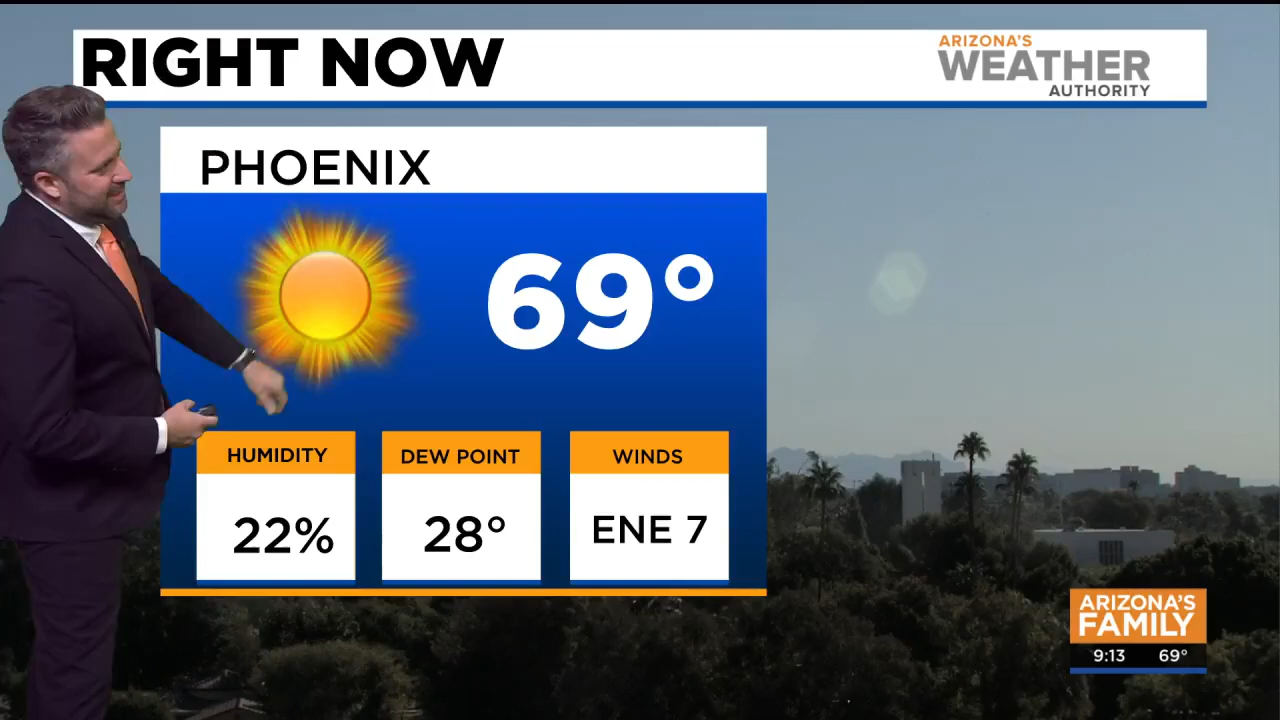 RIGHT NOW
ARIZONA'S
WEATHER
AUTHORITY
PHOENIX
69°
HUMIDITY
22%
DEW POINT
28°
WINDS
ENE 7
ARIZONA'S
FAMILY
9:13 69°